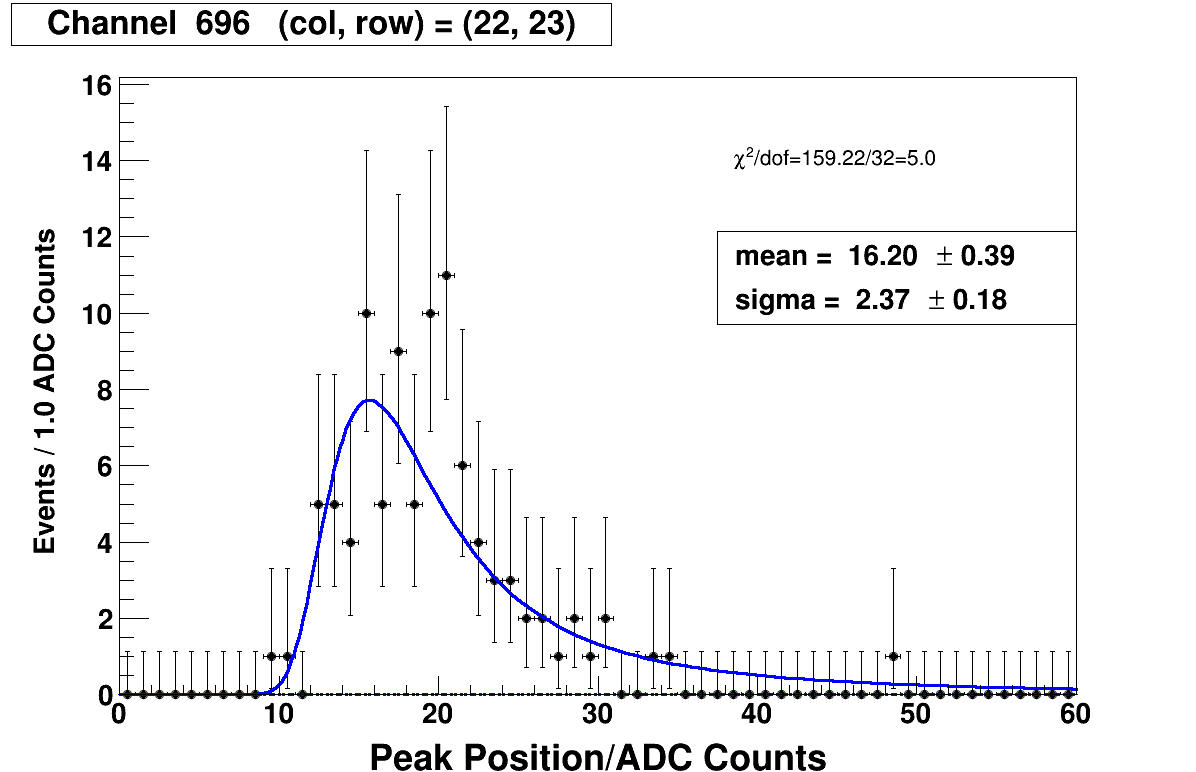 Channel 696 (col, row) = (22, 23)
16
14
12
10
8
6
4
2
0
Events / 1.0 ADC Counts
χ²/dof=159.22/32=5.0
mean = 16.20 ± 0.39
sigma = 2.37 ± 0.18
0 10 20 30 40 50 60
Peak Position/ADC Counts